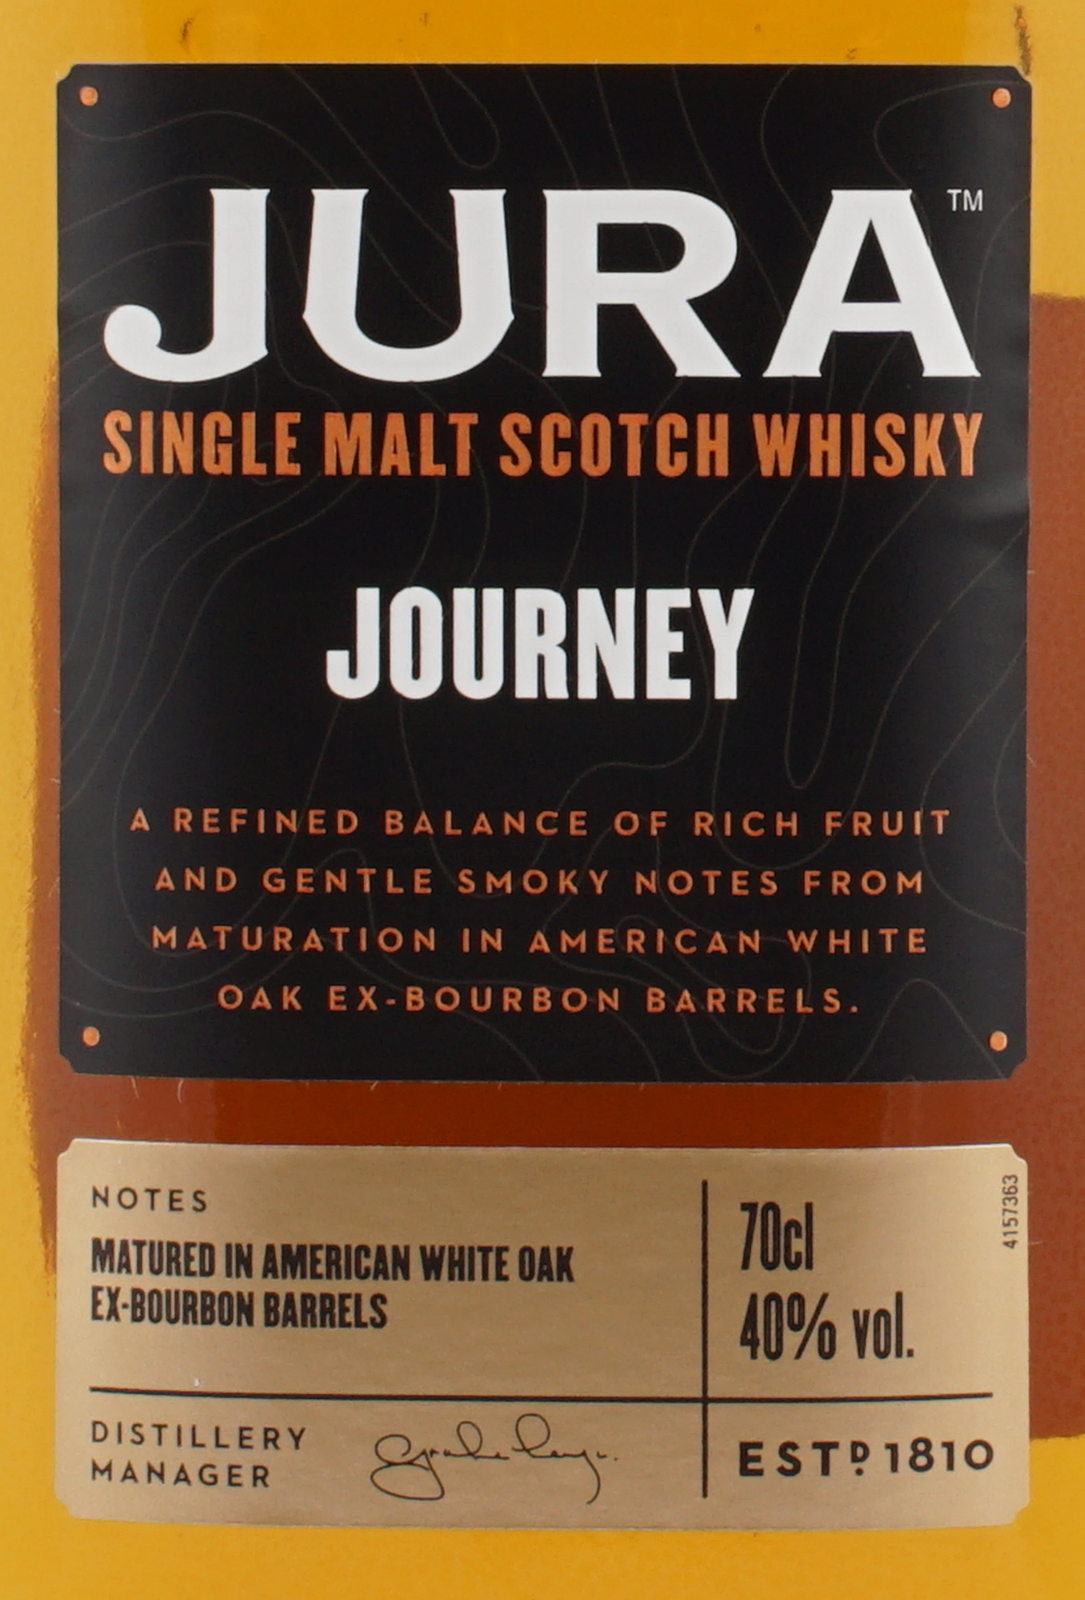 JURA™
SINGLE MALT SCOTCH WHISKY
JOURNEY
A REFINED BALANCE OF RICH FRUIT
AND GENTLE SMOKY NOTES FROM
MATURATION IN AMERICAN WHITE
OAK EX-BOURBON BARRELS.
NOTES
MATURED IN AMERICAN WHITE OAK
EX-BOURBON BARRELS
70cl
40% vol.
4157363
DISTILLERY
MANAGER
ESTD 1810